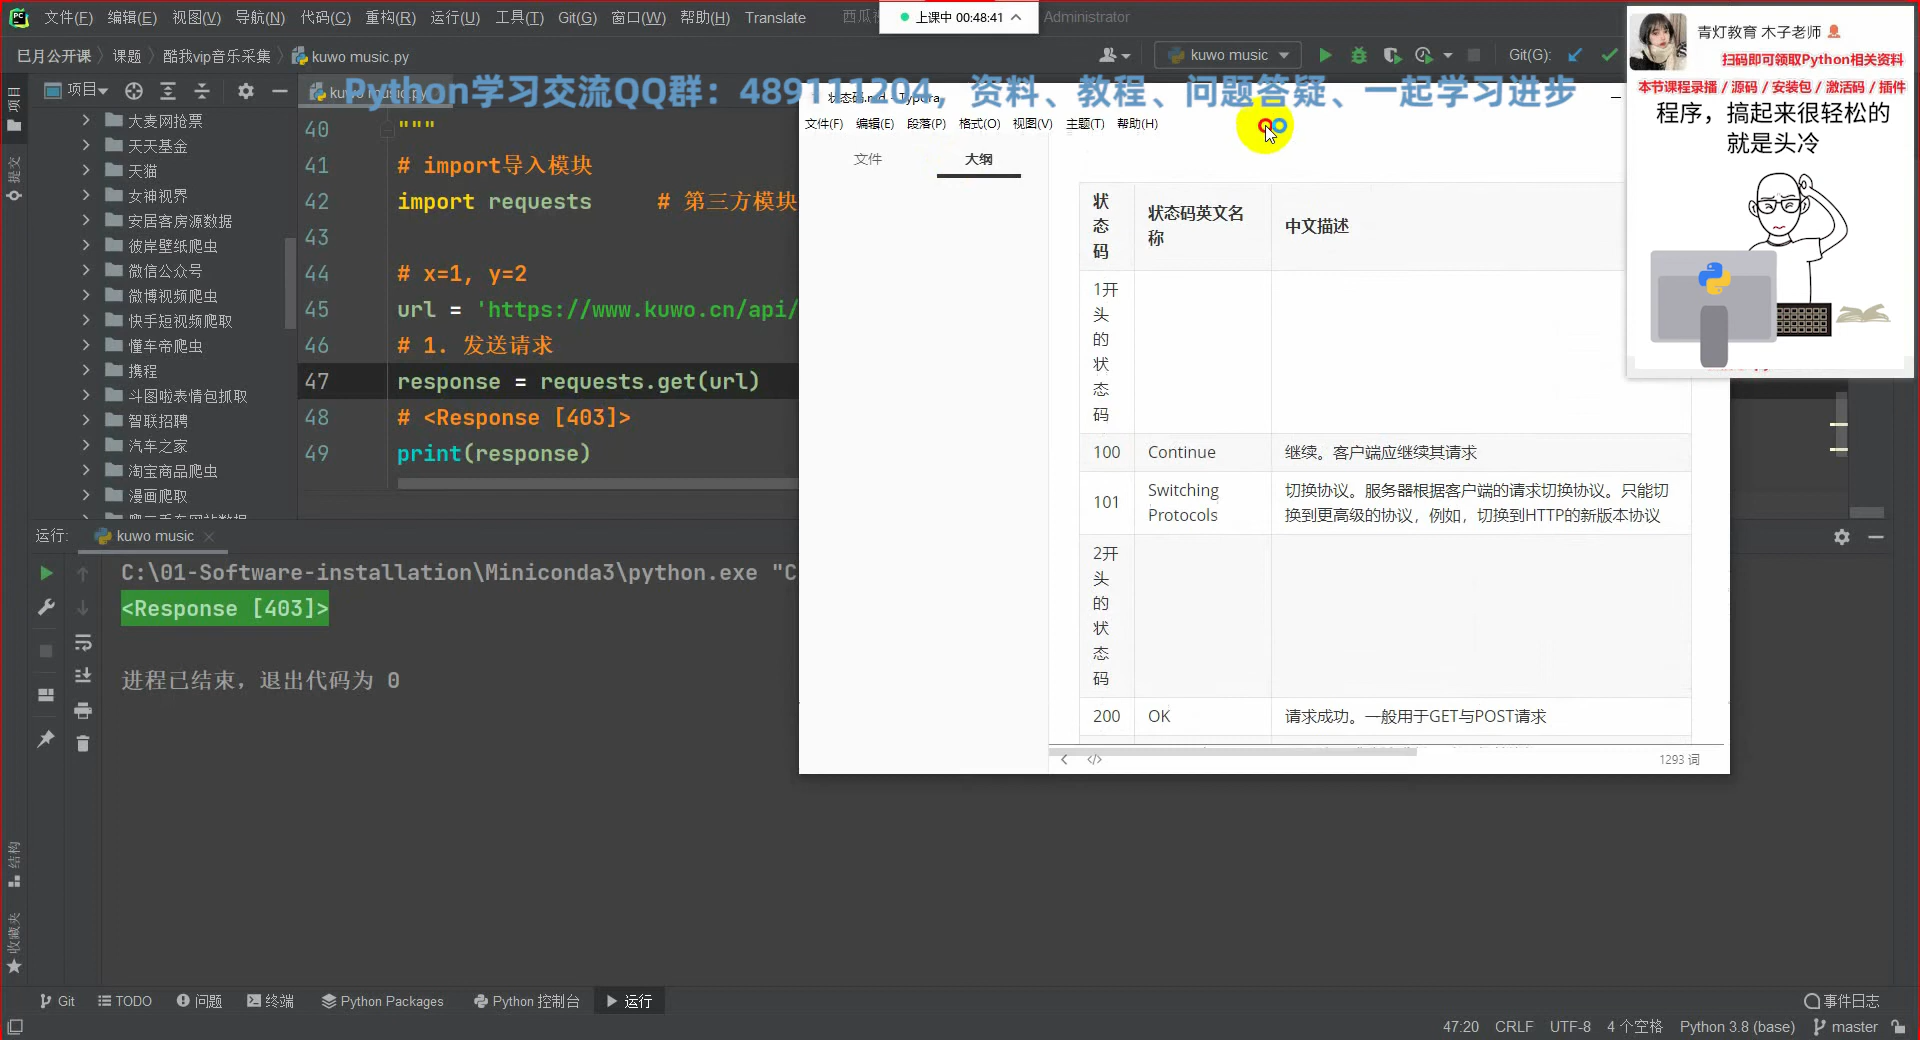 文件(F) 编辑(E) 视图(V) 导航(N) 代码(C) 重构(R) 运行(U) 工具(T) Git(G) 窗口(W) 帮助(H) Translate
上课中 00:48:41
Administrator
巳月公开课 课题 酷我vip音乐采集 kuwo music.py
kuwo music
Git(G):
Python学习交流QQ群：489111204，资料、教程、问题答疑、一起学习进步
青灯教育 木子老师
扫码即可领取Python相关资料
本节课程录播 / 源码 / 安装包 / 激活码 / 插件
程序，搞起来很轻松的
就是头冷
项目
提交
结构
收藏夹
项目
大麦网抢票
天天基金
天猫
女神视界
安居客房源数据
彼岸壁纸爬虫
微信公众号
微博视频爬虫
快手短视频爬取
懂车帝爬虫
携程
斗图啦表情包抓取
智联招聘
汽车之家
淘宝商品爬虫
漫画爬取
40 """
41 # import导入模块
42 import requests # 第三方模块
43
44 # x=1, y=2
45 url = 'https://www.kuwo.cn/api/
46 # 1. 发送请求
47 response = requests.get(url)
48 # <Response [403]>
49 print(response)
状态码.md - Typora
文件(F) 编辑(E) 段落(P) 格式(O) 视图(V) 主题(T) 帮助(H)
文件 大纲
状态码 状态码英文名称 中文描述
1开头的状态码
100 Continue 继续。客户端应继续其请求
101 Switching Protocols 切换协议。服务器根据客户端的请求切换协议。只能切
换到更高级的协议，例如，切换到HTTP的新版本协议
2开头的状态码
200 OK 请求成功。一般用于GET与POST请求
</> 1293 词
运行: kuwo music
C:\01-Software-installation\Miniconda3\python.exe "C
<Response [403]>
进程已结束，退出代码为 0
Git TODO 问题 终端 Python Packages Python 控制台 运行 事件日志
47:20 CRLF UTF-8 4 个空格 Python 3.8 (base) master